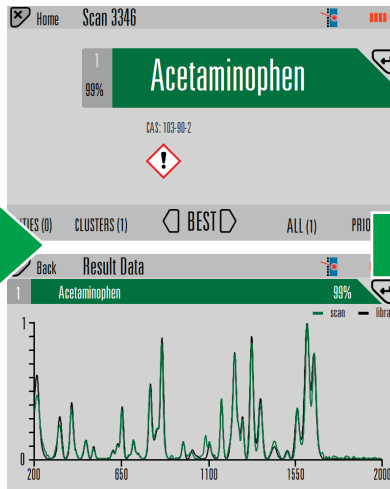 Home Scan 3346
1
99%
Acetaminophen
CAS: 103-90-2
!
(0) CLUSTERS (1) BEST ALL (1)
Back Result Data
1 Acetaminophen 99%
scan
1
0
200 650 1100 1550 2000